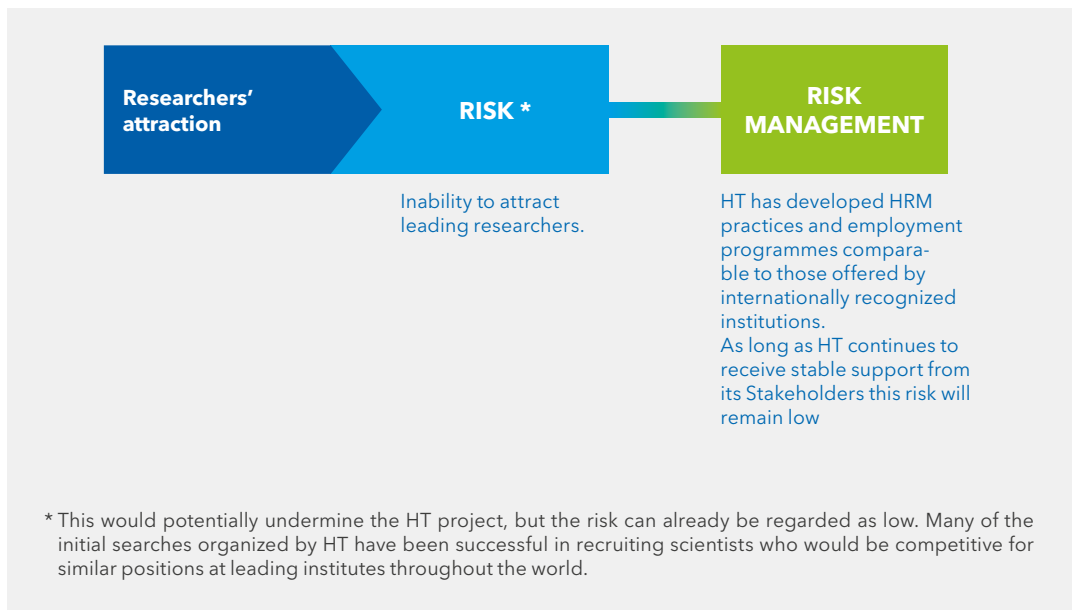 Researchers'
attraction
RISK *
RISK
MANAGEMENT
Inability to attract
leading researchers.
HT has developed HRM
practices and employment
programmes compara-
ble to those offered by
internationally recognized
institutions.
As long as HT continues to
receive stable support from
its Stakeholders this risk will
remain low
* This would potentially undermine the HT project, but the risk can already be regarded as low. Many of the
initial searches organized by HT have been successful in recruiting scientists who would be competitive for
similar positions at leading institutes throughout the world.